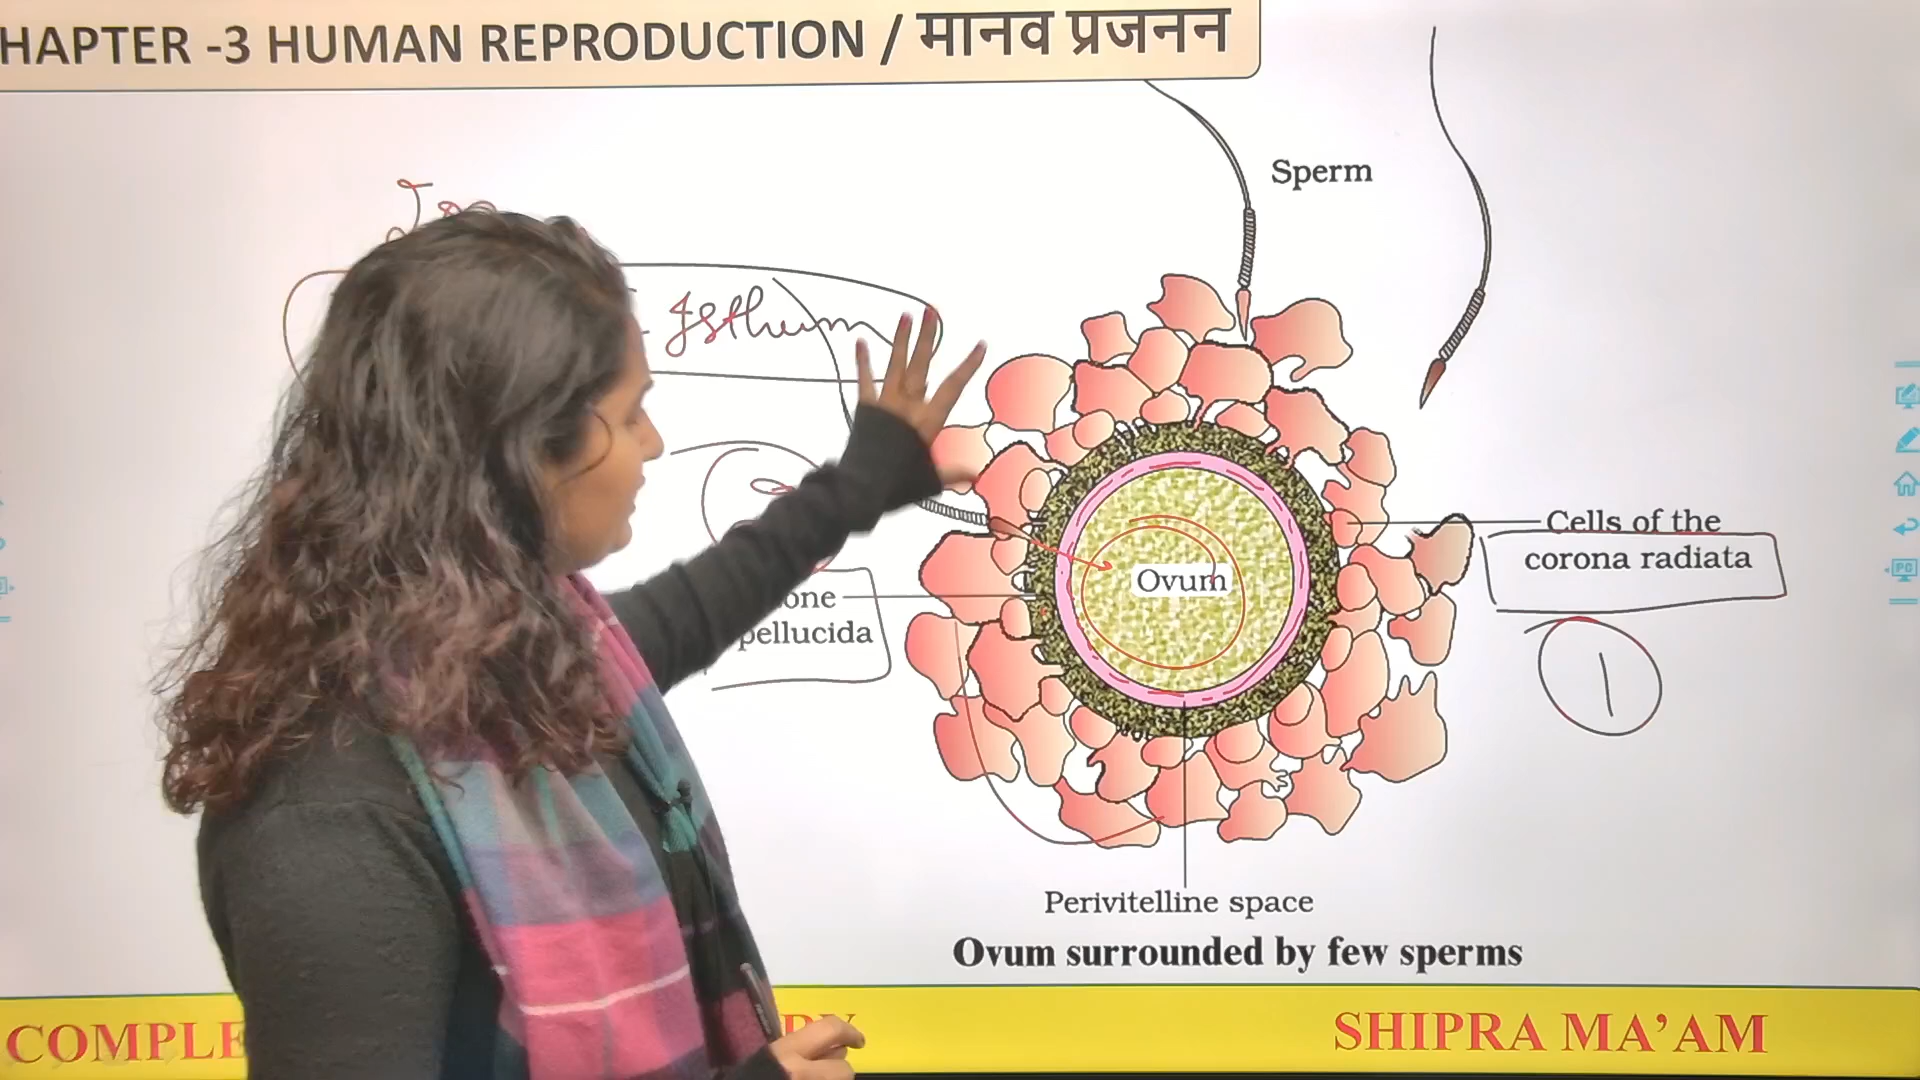 HAPTER -3 HUMAN REPRODUCTION / मानव प्रजनन
Sperm
Isthum
Cells of the
corona radiata
1
Ovum
one
pellucida
Perivitelline space
Ovum surrounded by few sperms
COMPLE RY
SHIPRA MA'AM